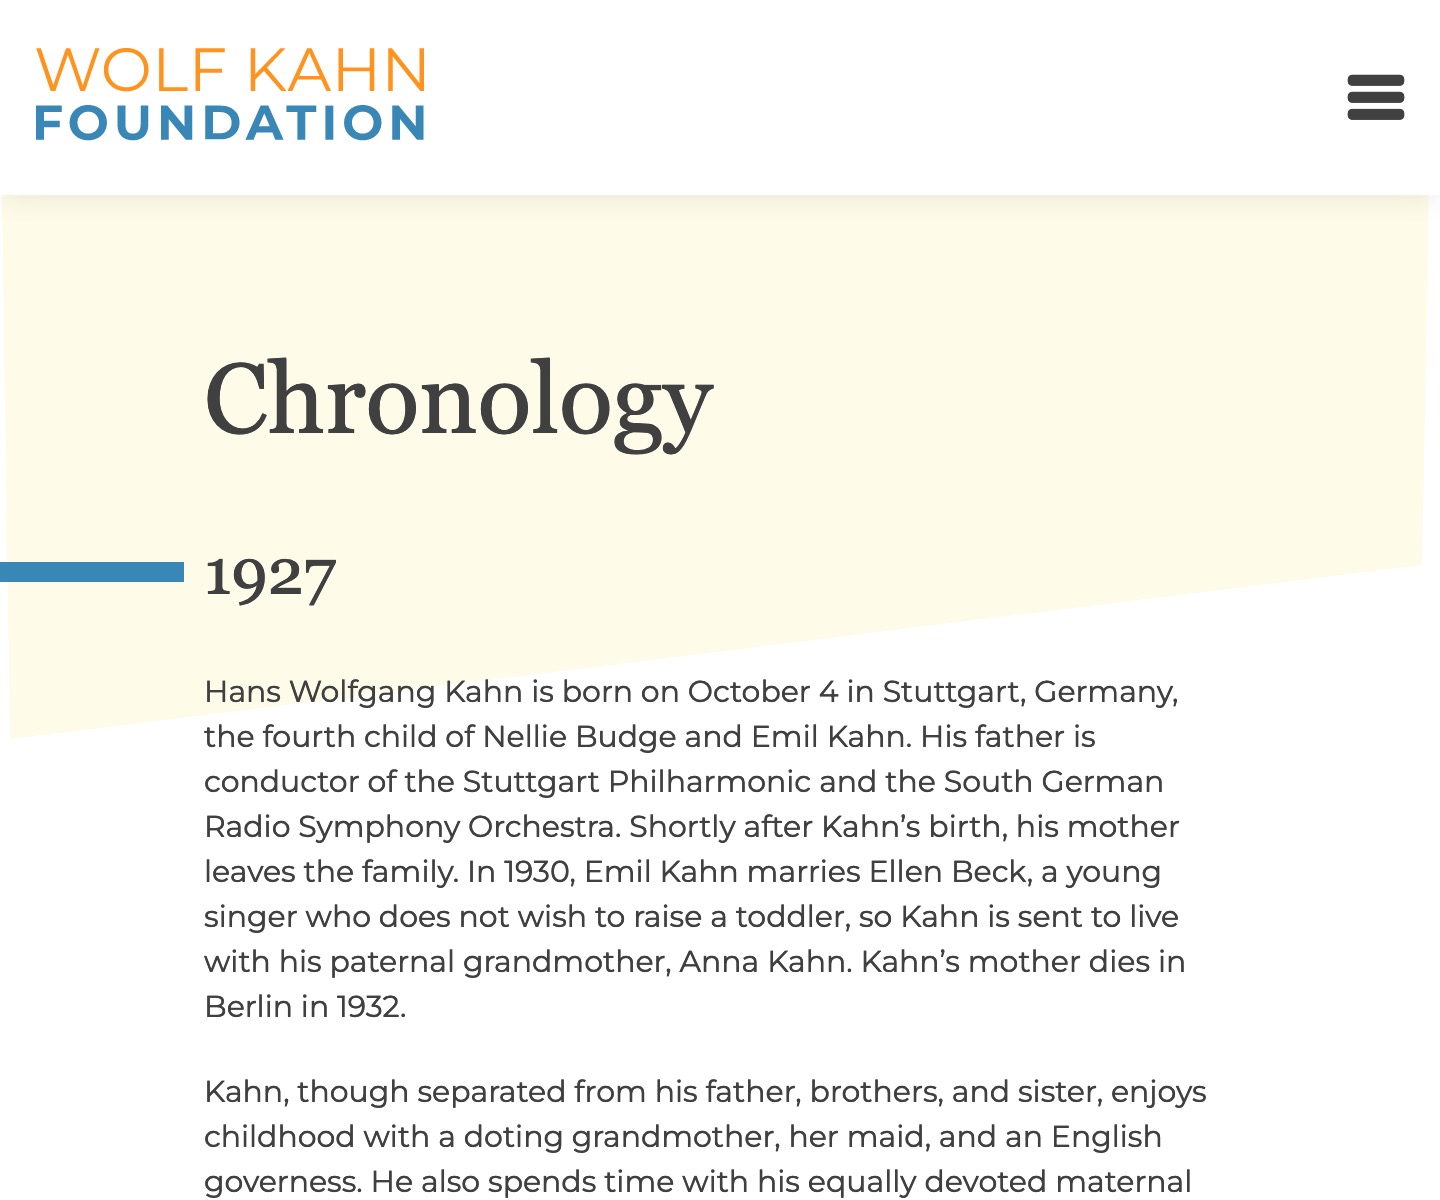 WOLF KAHN
FOUNDATION
Chronology
1927
Hans Wolfgang Kahn is born on October 4 in Stuttgart, Germany,
the fourth child of Nellie Budge and Emil Kahn. His father is
conductor of the Stuttgart Philharmonic and the South German
Radio Symphony Orchestra. Shortly after Kahn’s birth, his mother
leaves the family. In 1930, Emil Kahn marries Ellen Beck, a young
singer who does not wish to raise a toddler, so Kahn is sent to live
with his paternal grandmother, Anna Kahn. Kahn’s mother dies in
Berlin in 1932.
Kahn, though separated from his father, brothers, and sister, enjoys
childhood with a doting grandmother, her maid, and an English
governess. He also spends time with his equally devoted maternal